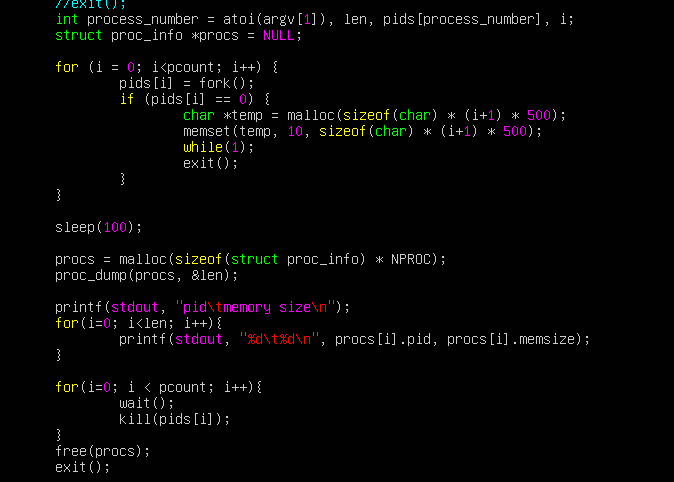 //exit();
int process_number = atoi(argv[1]), len, pids[process_number], i;
struct proc_info *procs = NULL;
for (i = 0; i<pcount; i++) {
pids[i] = fork();
if (pids[i] == 0) {
char *temp = malloc(sizeof(char) * (i+1) * 500);
memset(temp, 10, sizeof(char) * (i+1) * 500);
while(1);
exit();
}
}
sleep(100);
procs = malloc(sizeof(struct proc_info) * NPROC);
proc_dump(procs, &len);
printf(stdout, "pid\tmemory size\n");
for(i=0; i<len; i++){
printf(stdout, "%d\t%d\n", procs[i].pid, procs[i].memsize);
}
for(i=0; i < pcount; i++){
wait();
kill(pids[i]);
}
free(procs);
exit();